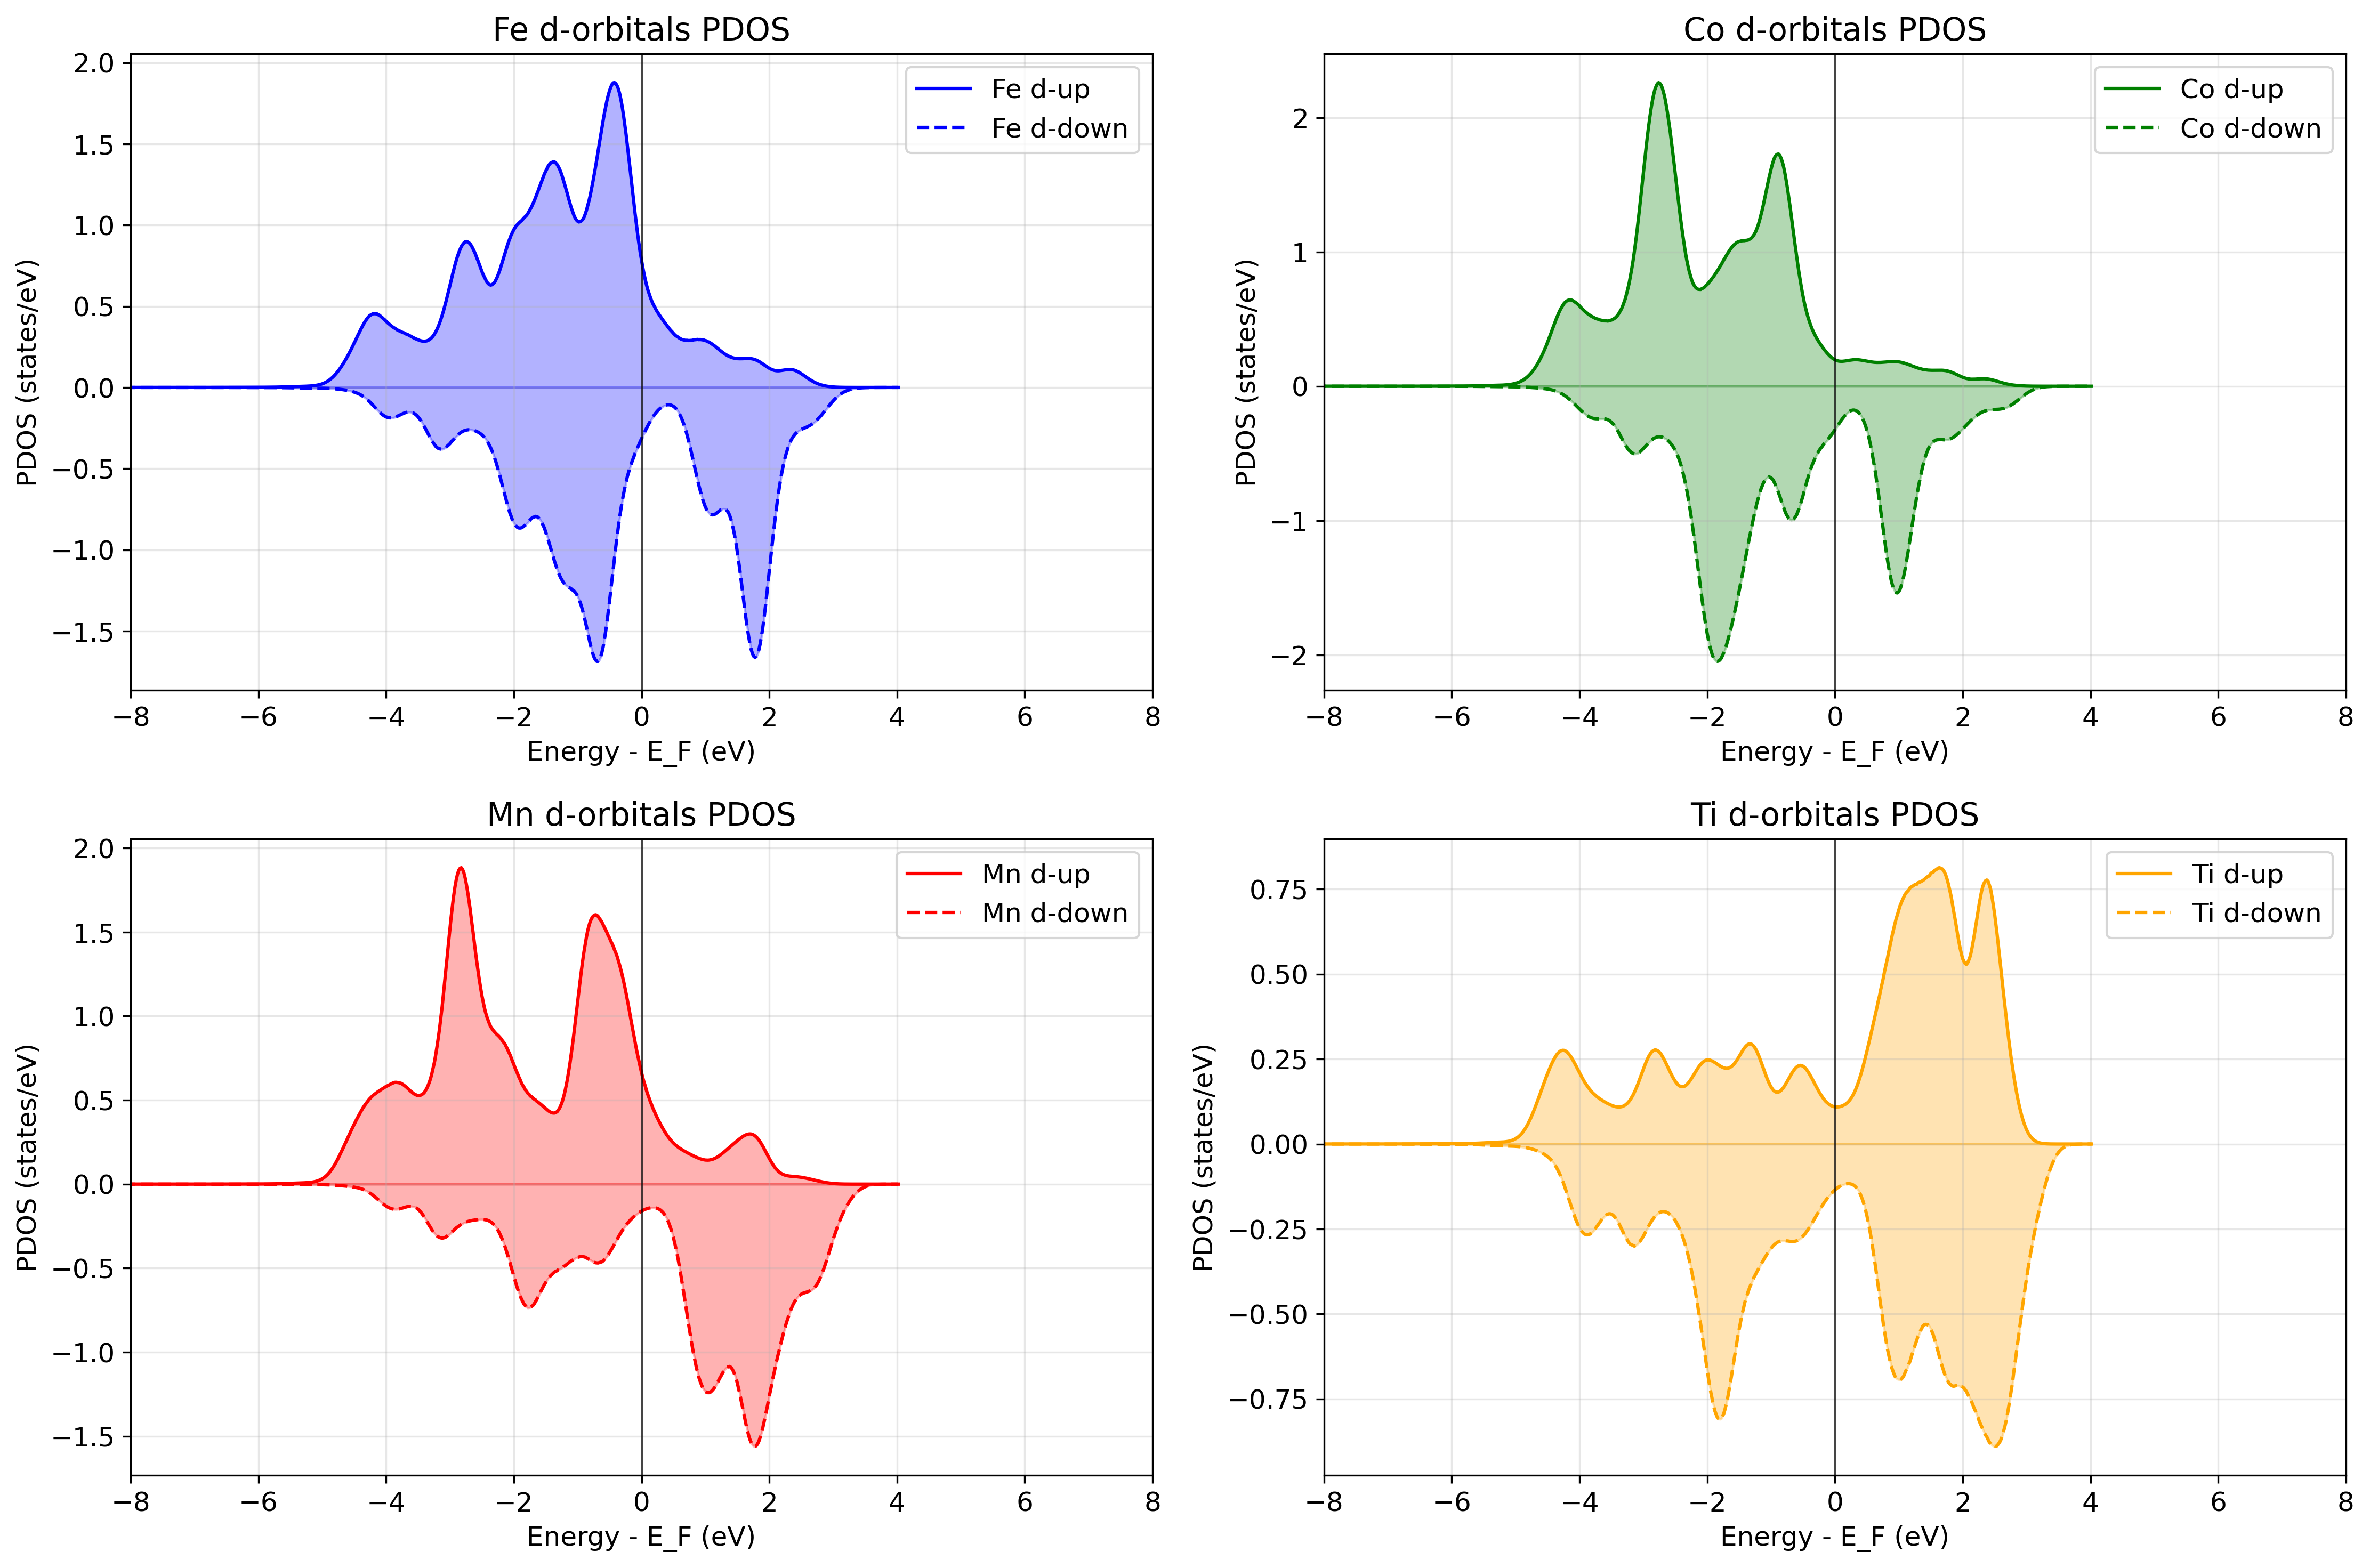 Fe d-orbitals PDOS
2.0
1.5
1.0
0.5
0.0
−0.5
−1.0
−1.5
PDOS (states/eV)
Fe d-up
Fe d-down
−8 −6 −4 −2 0 2 4 6 8
Energy - E_F (eV)
Co d-orbitals PDOS
2
1
0
−1
−2
PDOS (states/eV)
Co d-up
Co d-down
−8 −6 −4 −2 0 2 4 6 8
Energy - E_F (eV)
Mn d-orbitals PDOS
2.0
1.5
1.0
0.5
0.0
−0.5
−1.0
−1.5
PDOS (states/eV)
Mn d-up
Mn d-down
−8 −6 −4 −2 0 2 4 6 8
Energy - E_F (eV)
Ti d-orbitals PDOS
0.75
0.50
0.25
0.00
−0.25
−0.50
−0.75
PDOS (states/eV)
Ti d-up
Ti d-down
−8 −6 −4 −2 0 2 4 6 8
Energy - E_F (eV)